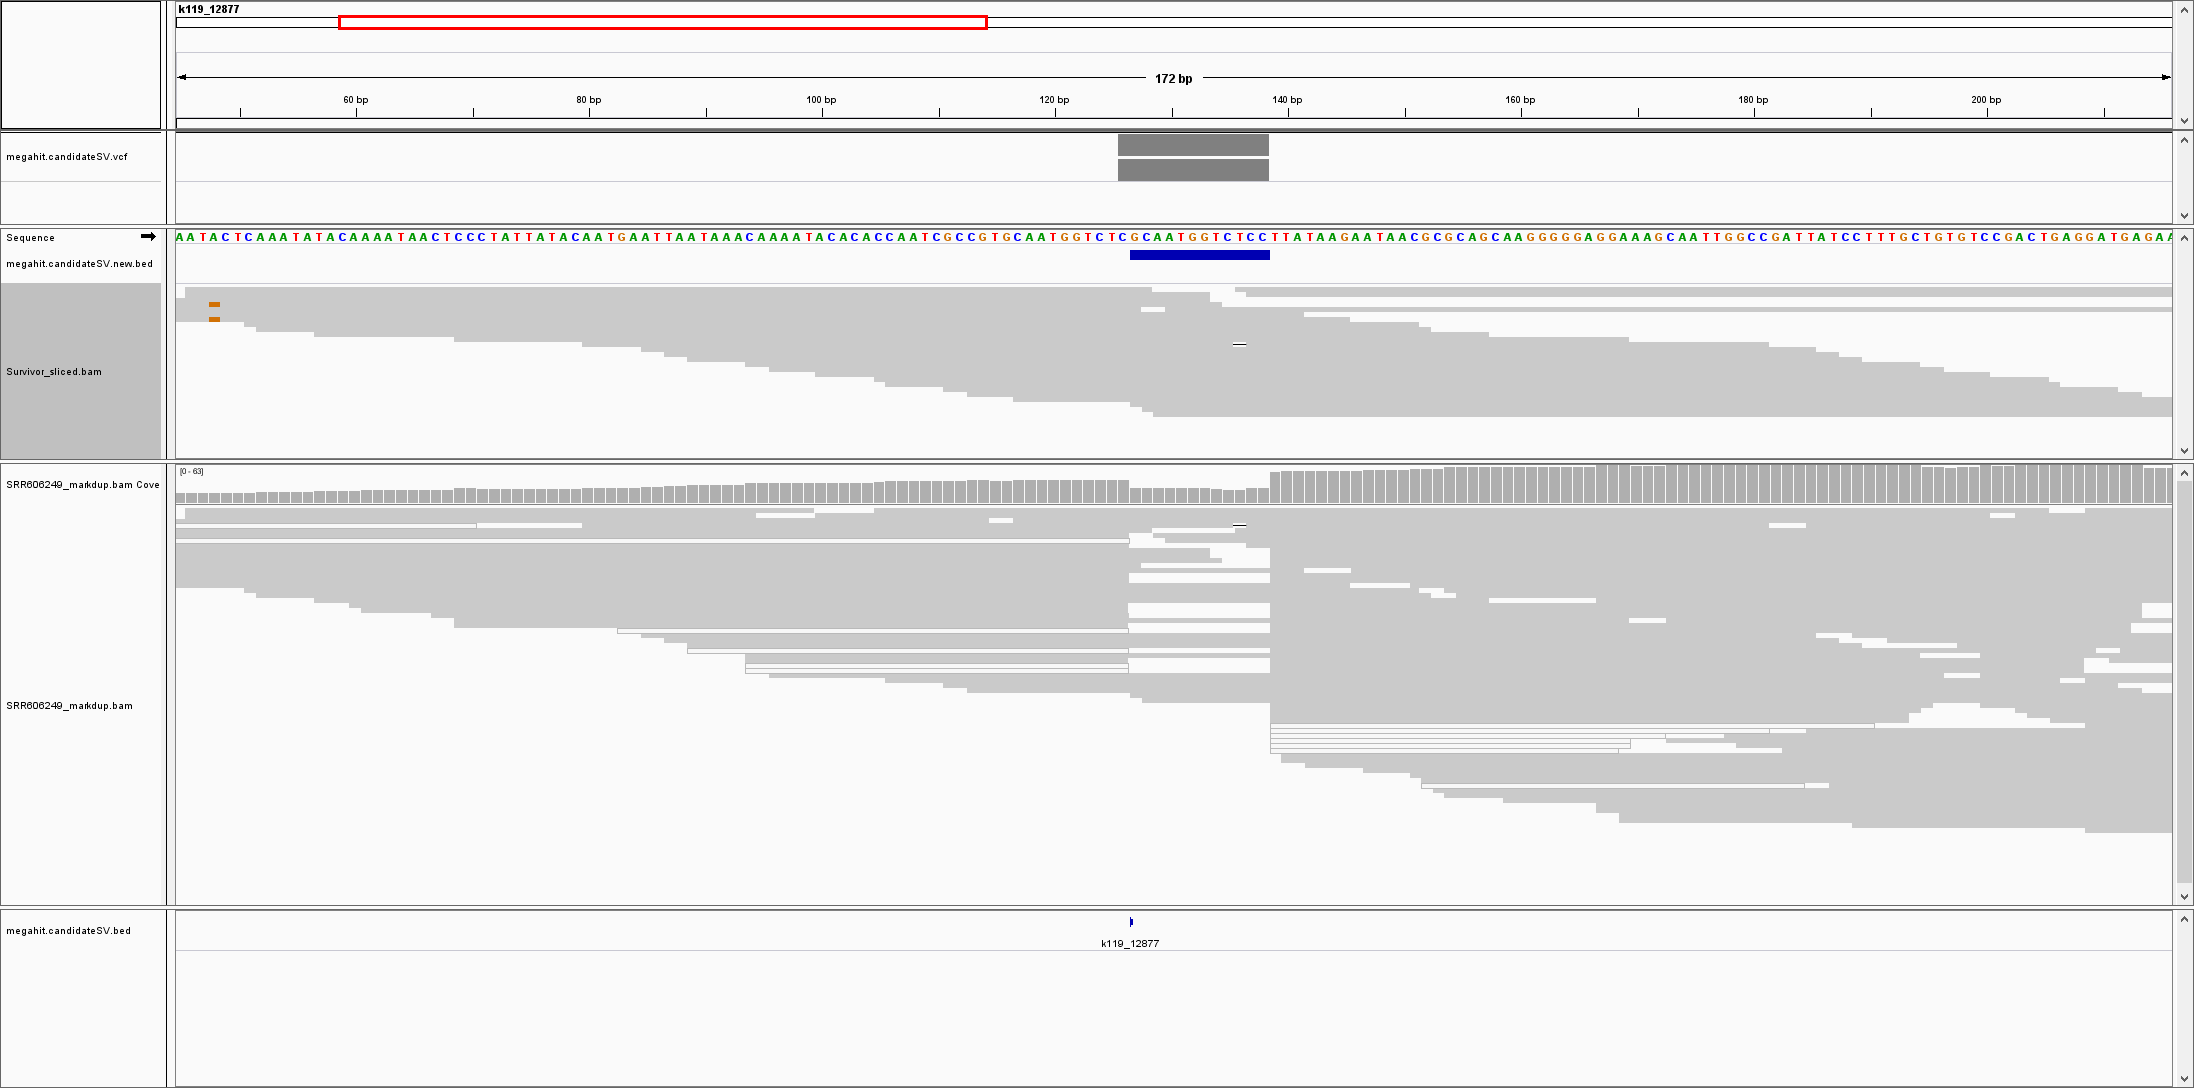 k119_12877
172 bp
60 bp 80 bp 100 bp 120 bp 140 bp 160 bp 180 bp 200 bp
megahit.candidateSV.vcf
Sequence
AATACTCAAATATACAAAATAACTCCCTATTATACAATGAATTAATAAACAAAATACACACCAATCGCCGTGCAATGGTCTCGCAATGGTCTCCTTATAAGAATAACGCGCAGCAAGGGGGAGGAAAGCAATTGGCCGATTATCCTTTGCTGTGTCCGACTGAGGATGAGAA
megahit.candidateSV.new.bed
Survivor_sliced.bam
[0 - 63]
SRR606249_markdup.bam Cove
SRR606249_markdup.bam
megahit.candidateSV.bed
k119_12877